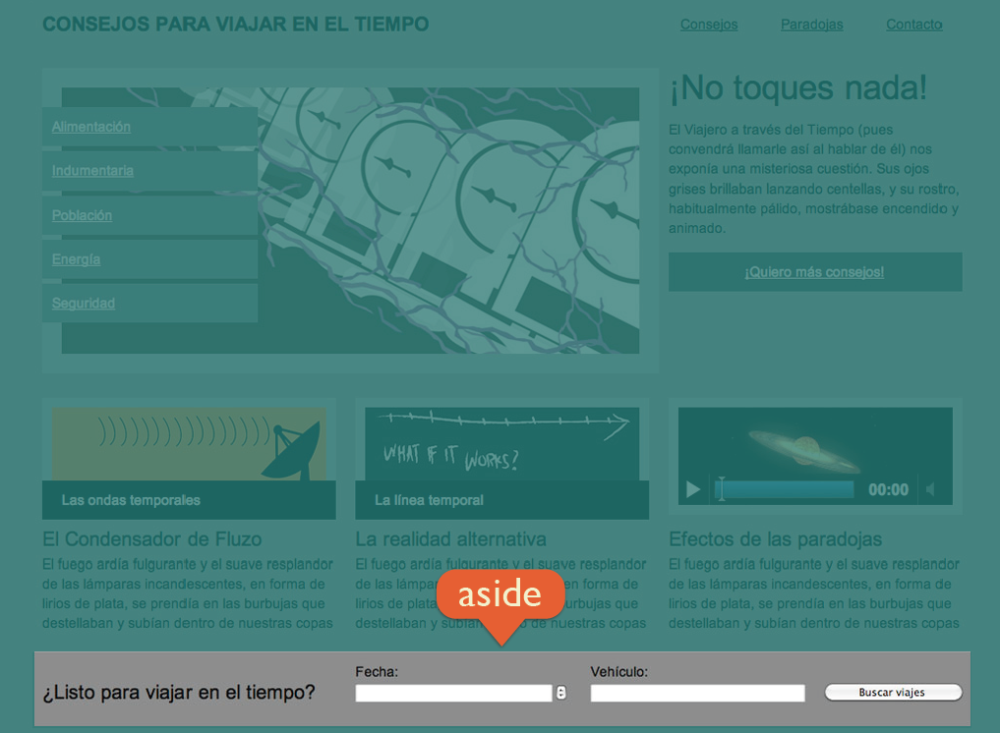 CONSEJOS PARA VIAJAR EN EL TIEMPO
Consejos
Paradojas
Contacto
Alimentación
Indumentaria
Población
Energía
Seguridad
¡No toques nada!
El Viajero a través del Tiempo (pues
convendrá llamarle así al hablar de él) nos
exponía una misteriosa cuestión. Sus ojos
grises brillaban lanzando centellas, y su rostro,
habitualmente pálido, mostrábase encendido y
animado.
¡Quiero más consejos!
Las ondas temporales
El Condensador de Fluzo
El fuego ardía fulgurante y el suave resplandor
de las lámparas incandescentes, en forma de
lirios de plata, se prendía en las burbujas que
destellaban y subían dentro de nuestras copas
WHAT IF IT WORKS?
La línea temporal
La realidad alternativa
El fuego ardía fulgurante y el suave resplandor
de las en forma de
lirios de plata burbujas que
destellaban y dentro de nuestras copas
00:00
Efectos de las paradojas
El fuego ardía fulgurante y el suave resplandor
de las lámparas incandescentes, en forma de
lirios de plata, se prendía en las burbujas que
destellaban y subían dentro de nuestras copas
aside
¿Listo para viajar en el tiempo?
Fecha:
Vehículo:
Buscar viajes